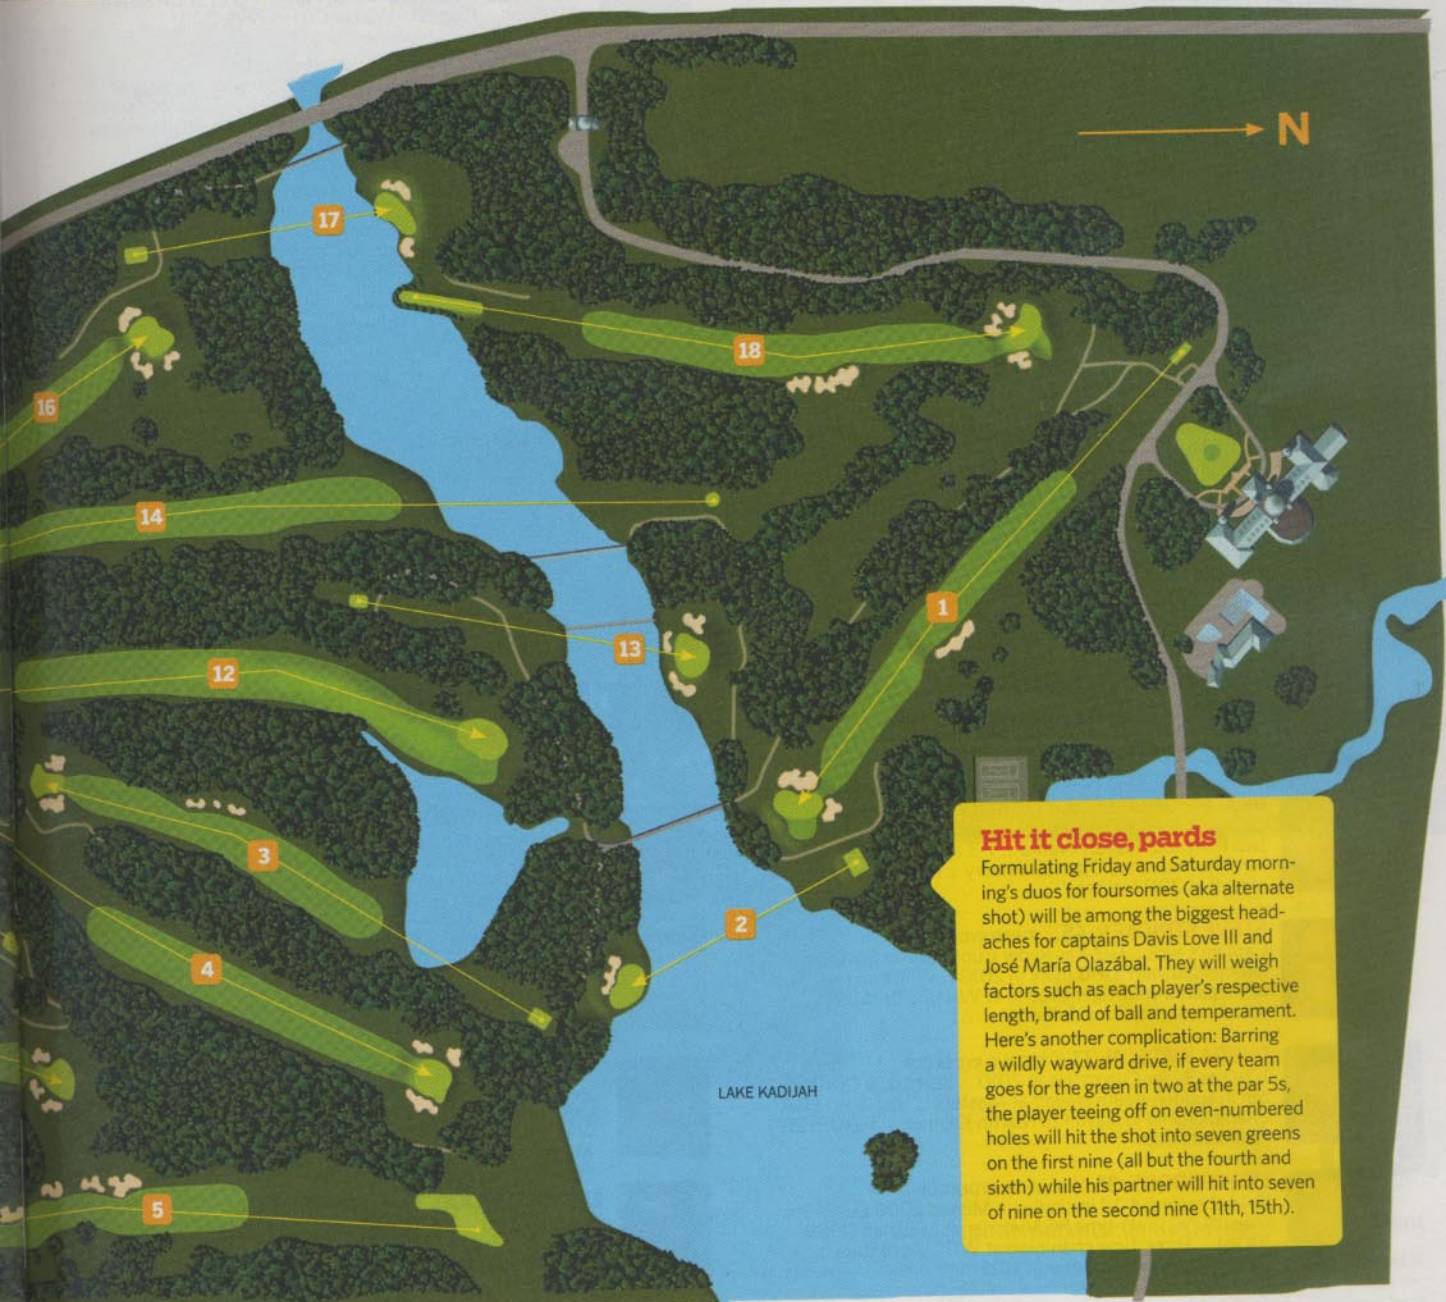 N
17
18
16
14
1
13
12
3
2
4
5
LAKE KADIJAH
Hit it close, pards
Formulating Friday and Saturday morn-
ing's duos for foursomes (aka alternate
shot) will be among the biggest head-
aches for captains Davis Love III and
José María Olazábal. They will weigh
factors such as each player's respective
length, brand of ball and temperament.
Here's another complication: Barring
a wildly wayward drive, if every team
goes for the green in two at the par 5s,
the player teeing off on even-numbered
holes will hit the shot into seven greens
on the first nine (all but the fourth and
sixth) while his partner will hit into seven
of nine on the second nine (11th, 15th).